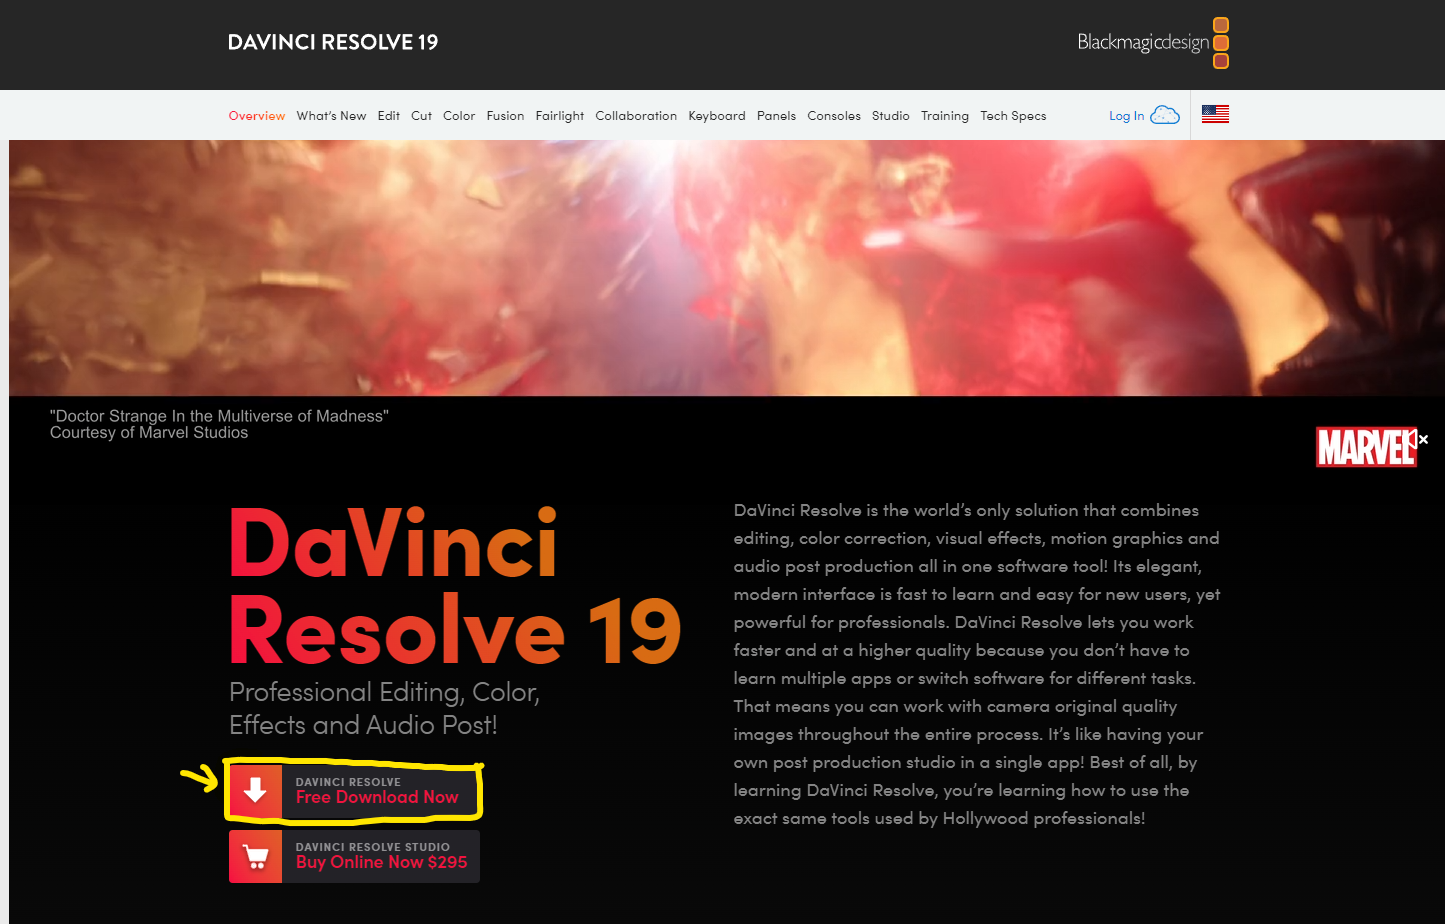 DAVINCI RESOLVE 19
Blackmagicdesign
Overview What's New Edit Cut Color Fusion Fairlight Collaboration Keyboard Panels Consoles Studio Training Tech Specs Log In
"Doctor Strange In the Multiverse of Madness"
Courtesy of Marvel Studios
MARVEL
DaVinci
Resolve 19
Professional Editing, Color,
Effects and Audio Post!
DAVINCI RESOLVE
Free Download Now
DAVINCI RESOLVE STUDIO
Buy Online Now $295
DaVinci Resolve is the world’s only solution that combines
editing, color correction, visual effects, motion graphics and
audio post production all in one software tool! Its elegant,
modern interface is fast to learn and easy for new users, yet
powerful for professionals. DaVinci Resolve lets you work
faster and at a higher quality because you don’t have to
learn multiple apps or switch software for different tasks.
That means you can work with camera original quality
images throughout the entire process. It’s like having your
own post production studio in a single app! Best of all, by
learning DaVinci Resolve, you’re learning how to use the
exact same tools used by Hollywood professionals!